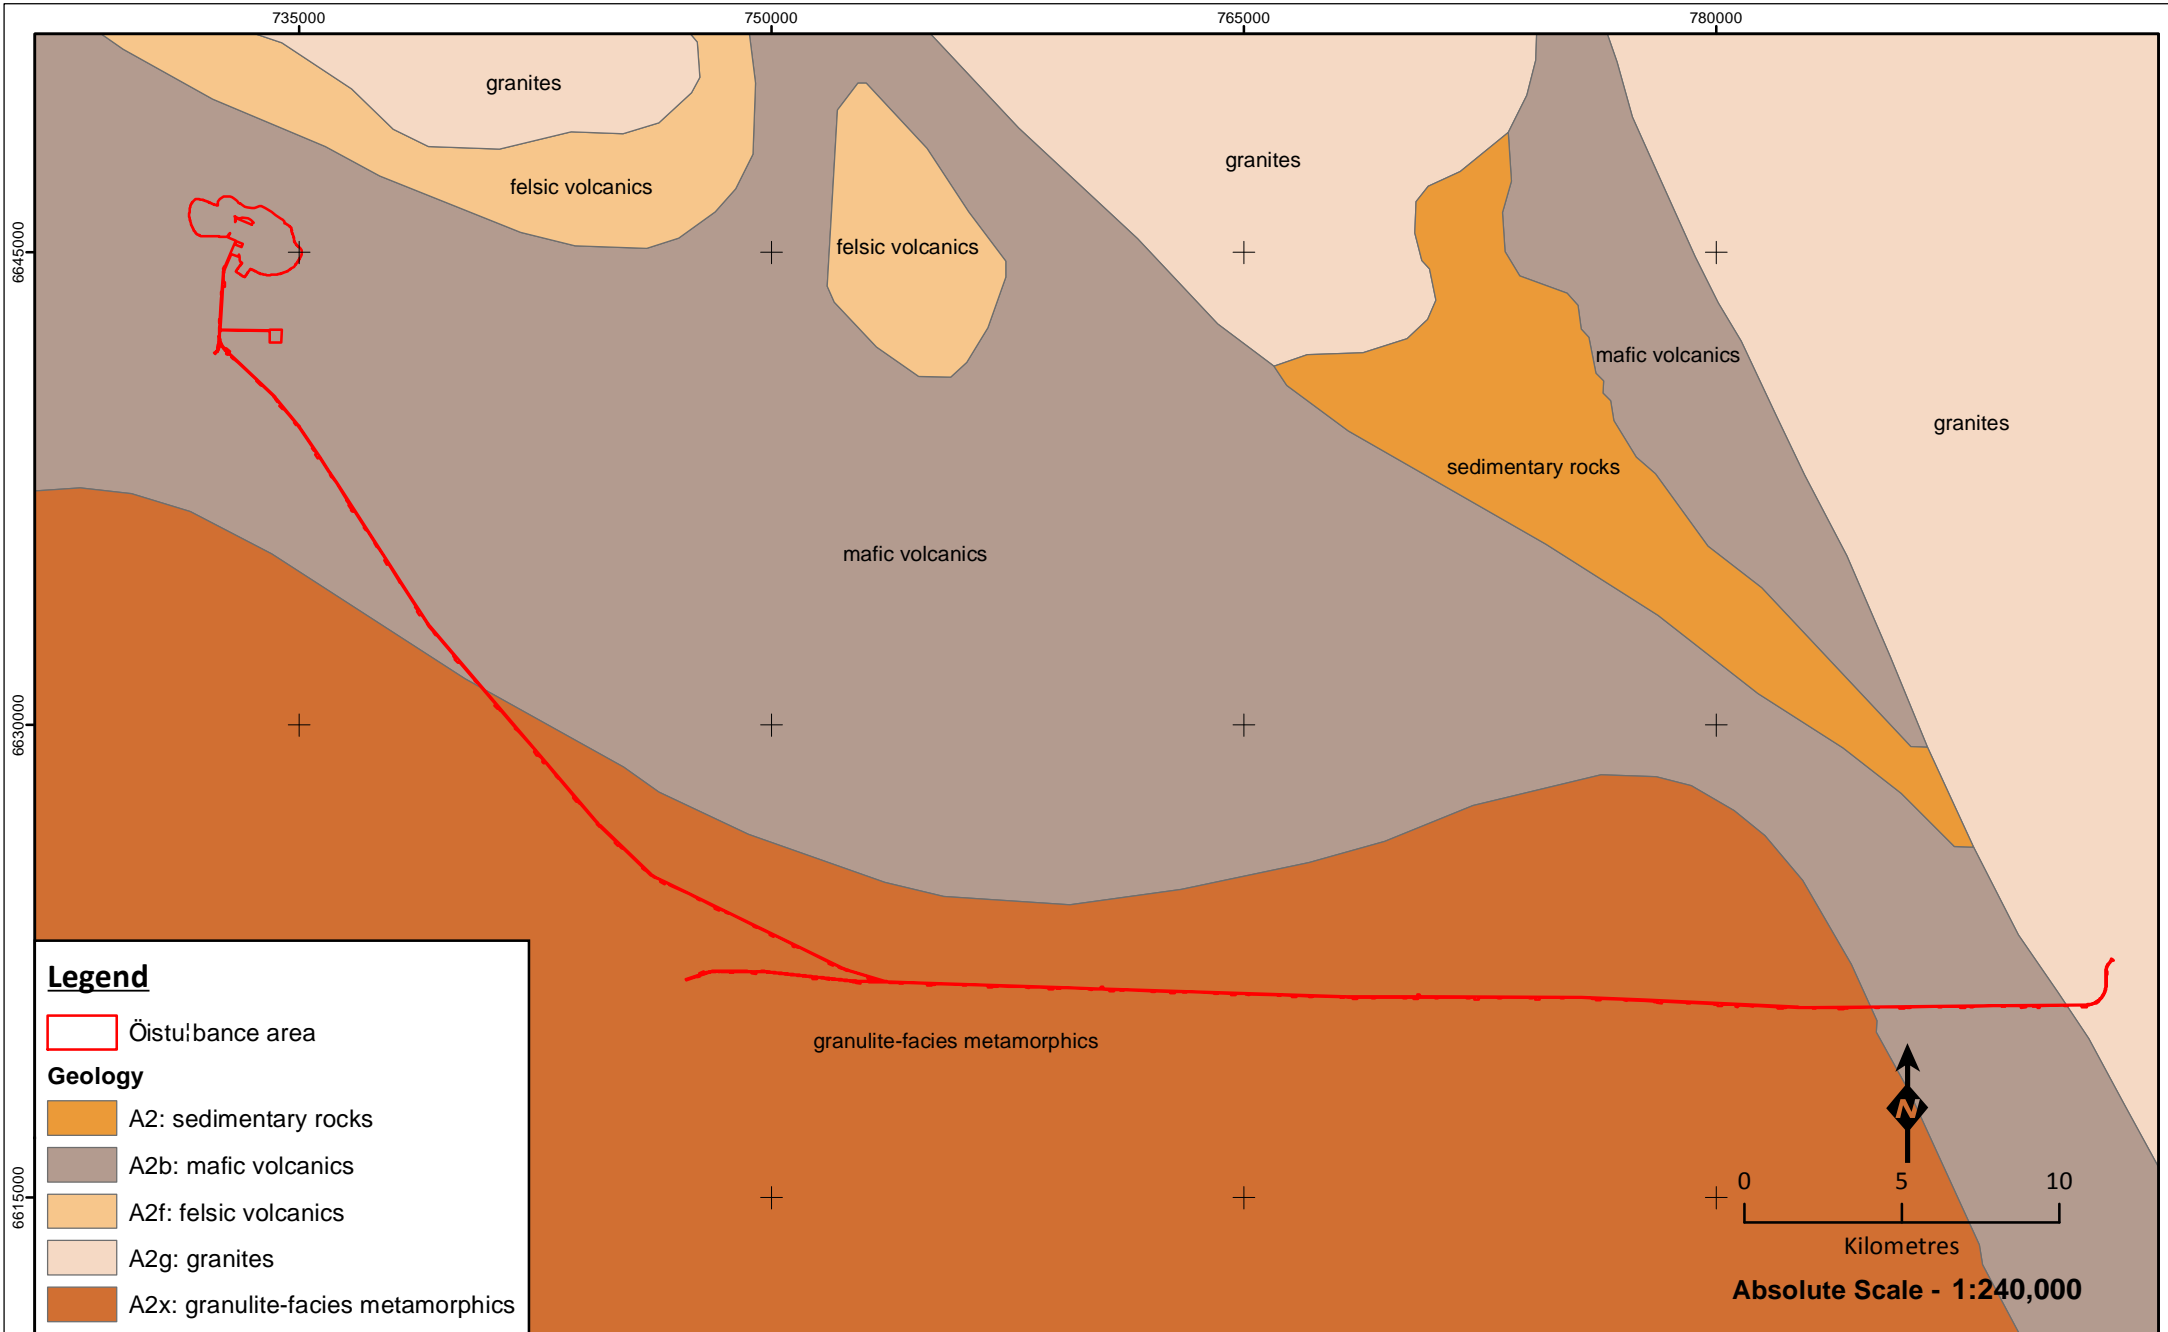 735000 750000 765000 780000
granites
granites
felsic volcanics
felsic volcanics
6645000
mafic volcanics
granites
sedimentary rocks
mafic volcanics
6630000
granulite-facies metamorphics
6615000
Legend
Öistu¦bance area
Geology
A2: sedimentary rocks
A2b: mafic volcanics
A2f: felsic volcanics
A2g: granites
A2x: granulite-facies metamorphics
N
0 5 10
Kilometres
Absolute Scale - 1:240,000